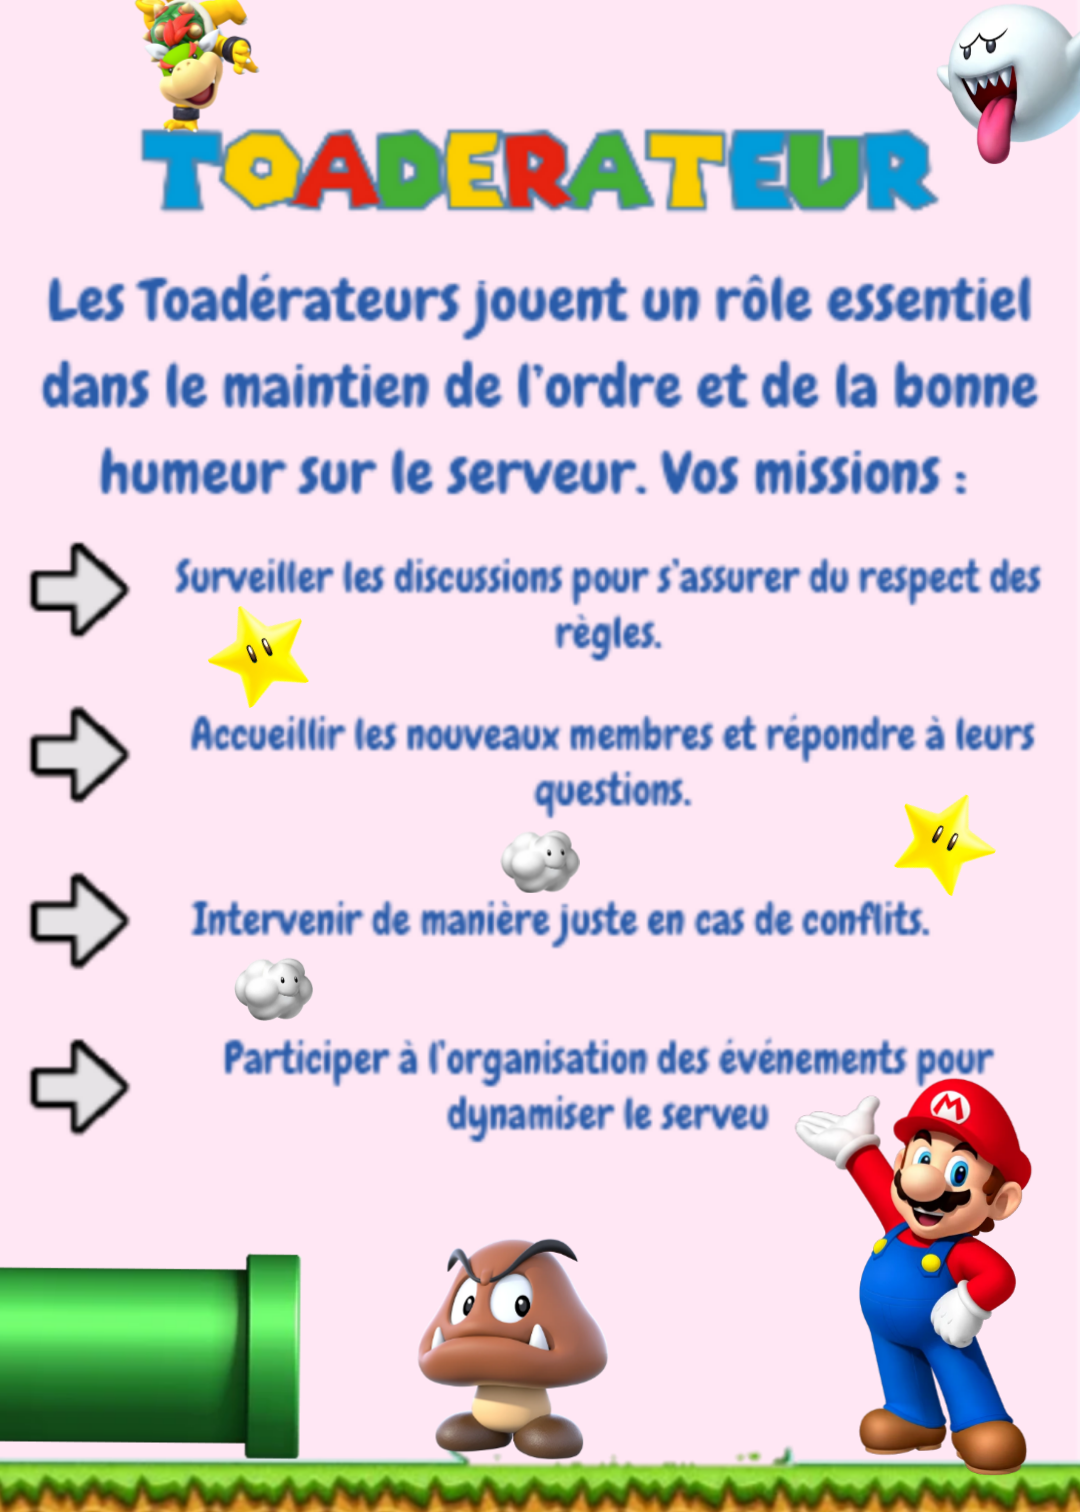 TOADERATEUR
Les Toadérateurs jouent un rôle essentiel
dans le maintien de l'ordre et de la bonne
humeur sur le serveur. Vos missions :
Surveiller les discussions pour s'assurer du respect des
règles.
Accueillir les nouveaux membres et répondre à leurs
questions.
Intervenir de manière juste en cas de conflits.
Participer à l'organisation des événements pour
dynamiser le serveu
M